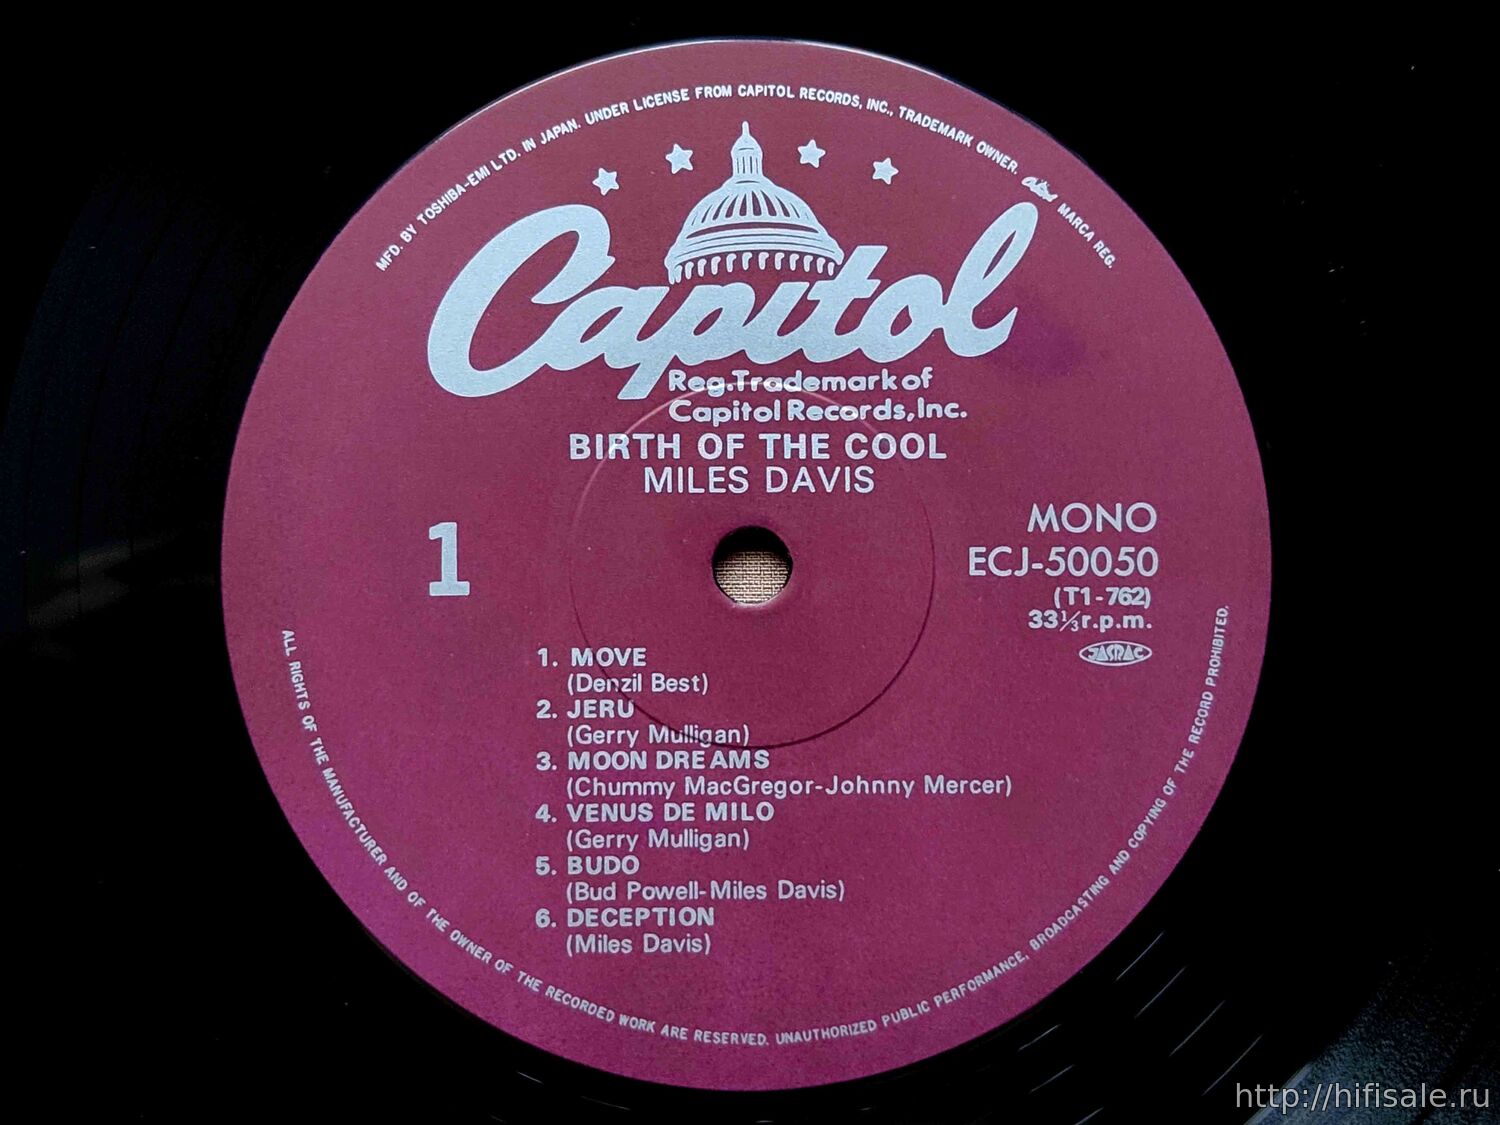 MFD. BY TOSHIBA-EMI LTD. IN JAPAN. UNDER LICENSE FROM CAPITOL RECORDS, INC., TRADEMARK OWNER. Capitol MARCA REG.
Capitol
Reg. Trademark of
Capitol Records, Inc.
BIRTH OF THE COOL
MILES DAVIS
1
MONO
ECJ-50050
(T1-762)
33⅓r.p.m.
JASRAC
1. MOVE
(Denzil Best)
2. JERU
(Gerry Mulligan)
3. MOON DREAMS
(Chummy MacGregor-Johnny Mercer)
4. VENUS DE MILO
(Gerry Mulligan)
5. BUDO
(Bud Powell-Miles Davis)
6. DECEPTION
(Miles Davis)
ALL RIGHTS OF THE MANUFACTURER AND OF THE OWNER OF THE RECORDED WORK ARE RESERVED. UNAUTHORIZED PUBLIC PERFORMANCE, BROADCASTING AND COPYING OF THE RECORD PROHIBITED.
http://hifisale.ru